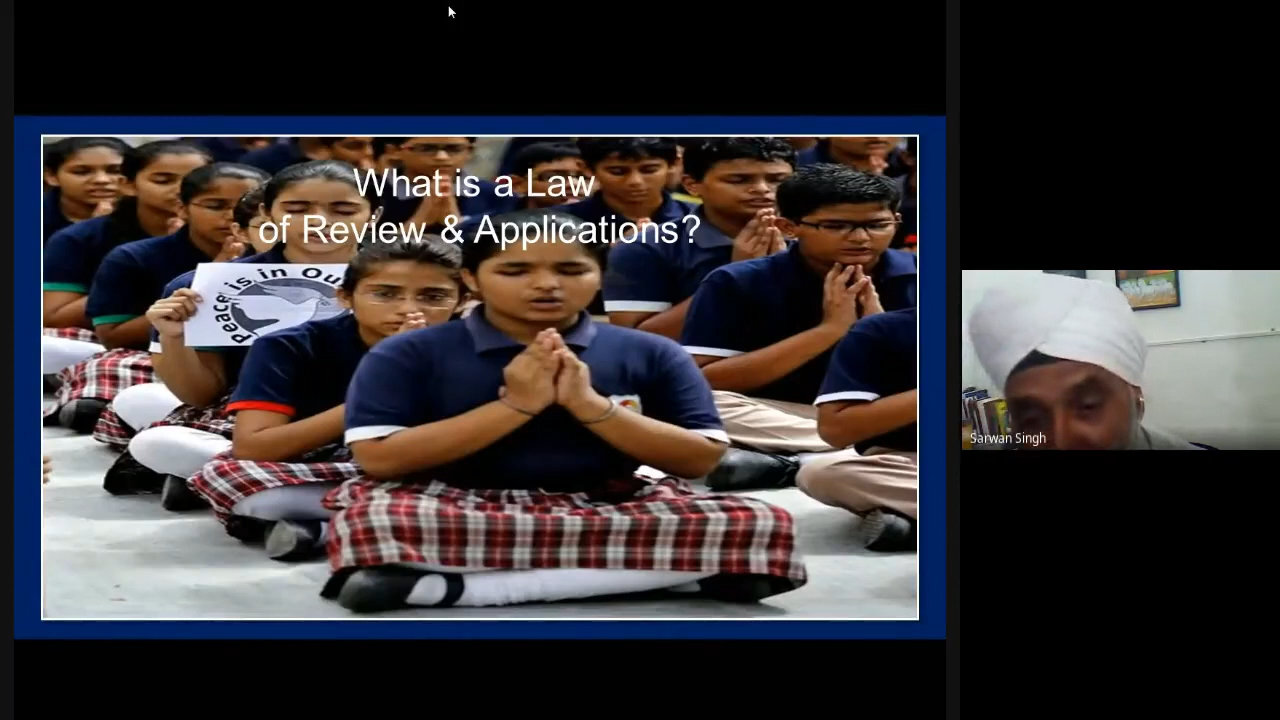 What is a Law
of Review & Applications?
Peace is in Ou
Sarwan Singh